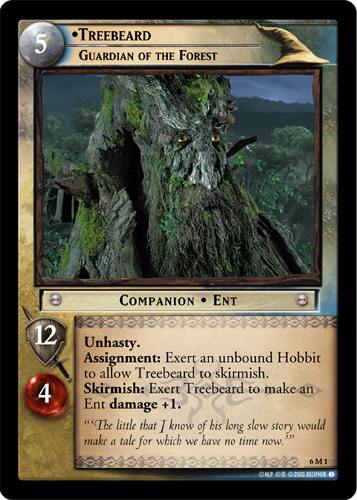 5
•Treebeard
Guardian of the Forest
Companion • Ent
12
4
Unhasty.
Assignment: Exert an unbound Hobbit
to allow Treebeard to skirmish.
Skirmish: Exert Treebeard to make an
Ent damage +1.
“‘The little that I know of his long slow story would
make a tale for which we have no time now.’”
6 M 1
©NLP ©TE ©2003 DECIPHER